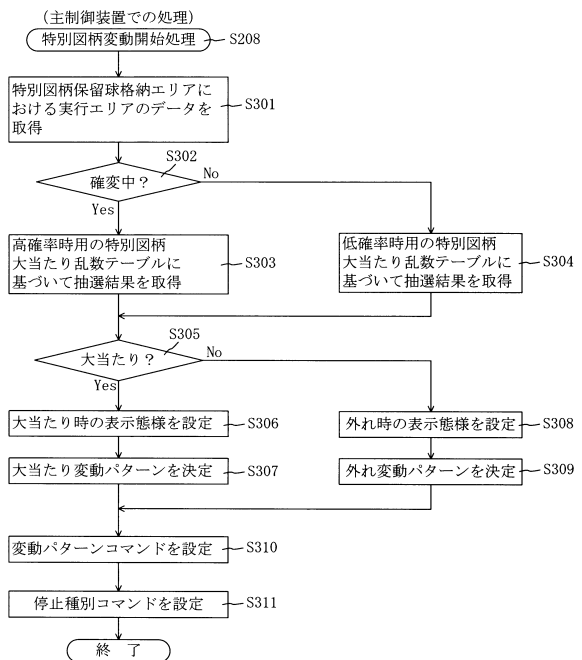 (主制御装置での処理)
特別図柄変動開始処理
S208
特別図柄保留球格納エリアに
おける実行エリアのデータを
取得
S301
S302
確変中？
No
Yes
高確率時用の特別図柄
大当たり乱数テーブルに
基づいて抽選結果を取得
S303
低確率時用の特別図柄
大当たり乱数テーブルに
基づいて抽選結果を取得
S304
S305
大当たり？
No
Yes
大当たり時の表示態様を設定
S306
外れ時の表示態様を設定
S308
大当たり変動パターンを決定
S307
外れ変動パターンを決定
S309
変動パターンコマンドを設定
S310
停止種別コマンドを設定
S311
終 了